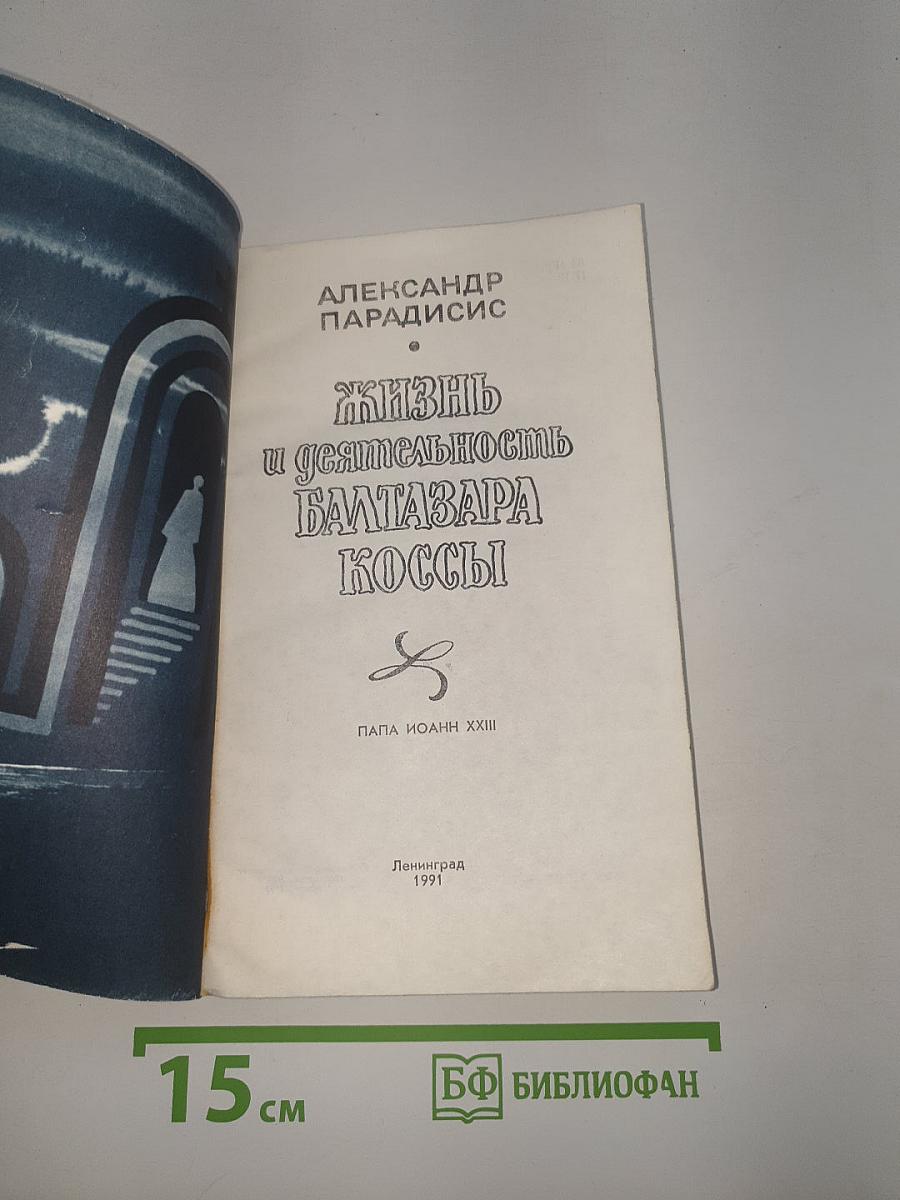 АЛЕКСАНДР
ПАРАДИСИС
ЖИЗНЬ
и деятельность
БАЛТАЗАРА
КОССЫ
ПАПА ИОАНН XXIII
Ленинград
1991
15 см
БФ БИБЛИОФАН